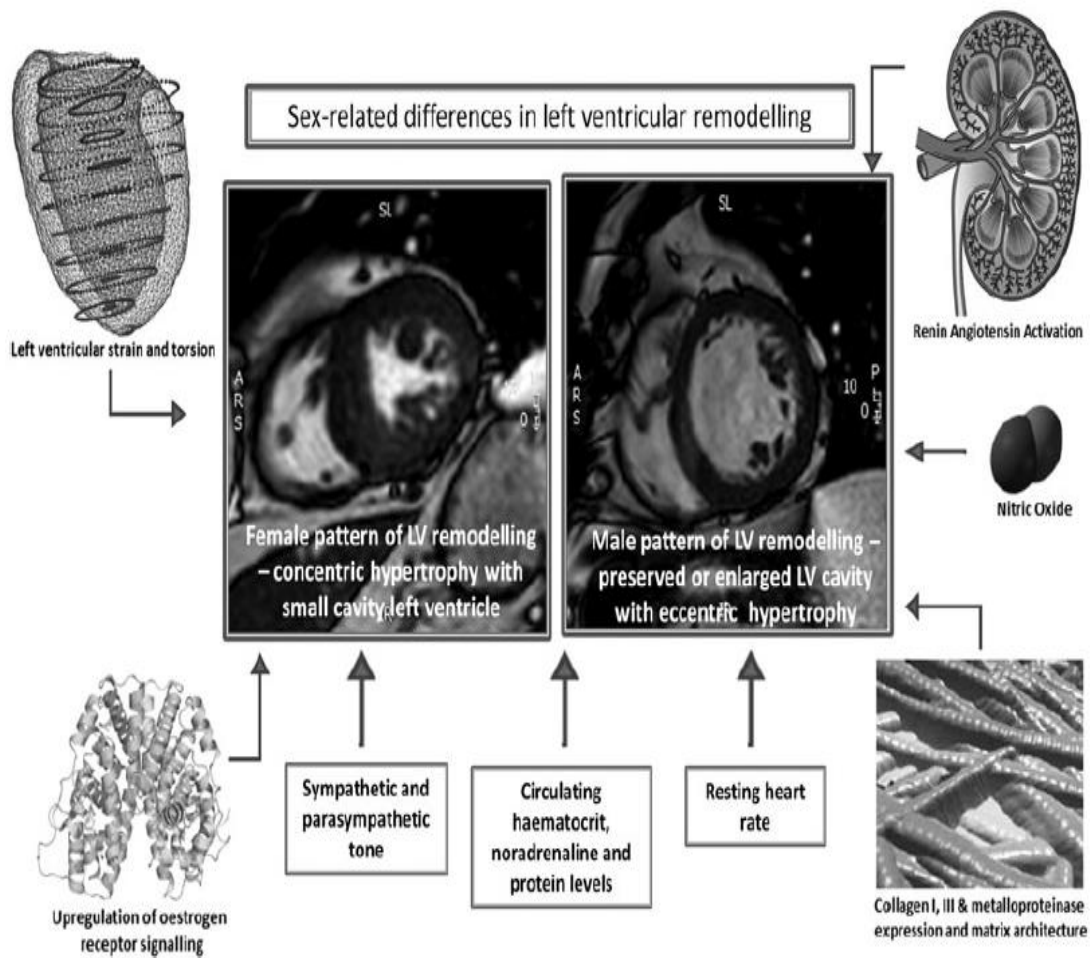 Sex-related differences in left ventricular remodelling
Left ventricular strain and torsion
Renin Angiotensin Activation
SL
A
R
S
Female pattern of LV remodelling
– concentric hypertrophy with
small cavity left ventricle
SL
A
R
S
P
10
0
Male pattern of LV remodelling –
preserved or enlarged LV cavity
with eccentric hypertrophy
Nitric Oxide
Upregulation of oestrogen
receptor signalling
Sympathetic and
parasympathetic
tone
Circulating
haematocrit,
noradrenaline and
protein levels
Resting heart
rate
Collagen I, III & metalloproteinase
expression and matrix architecture